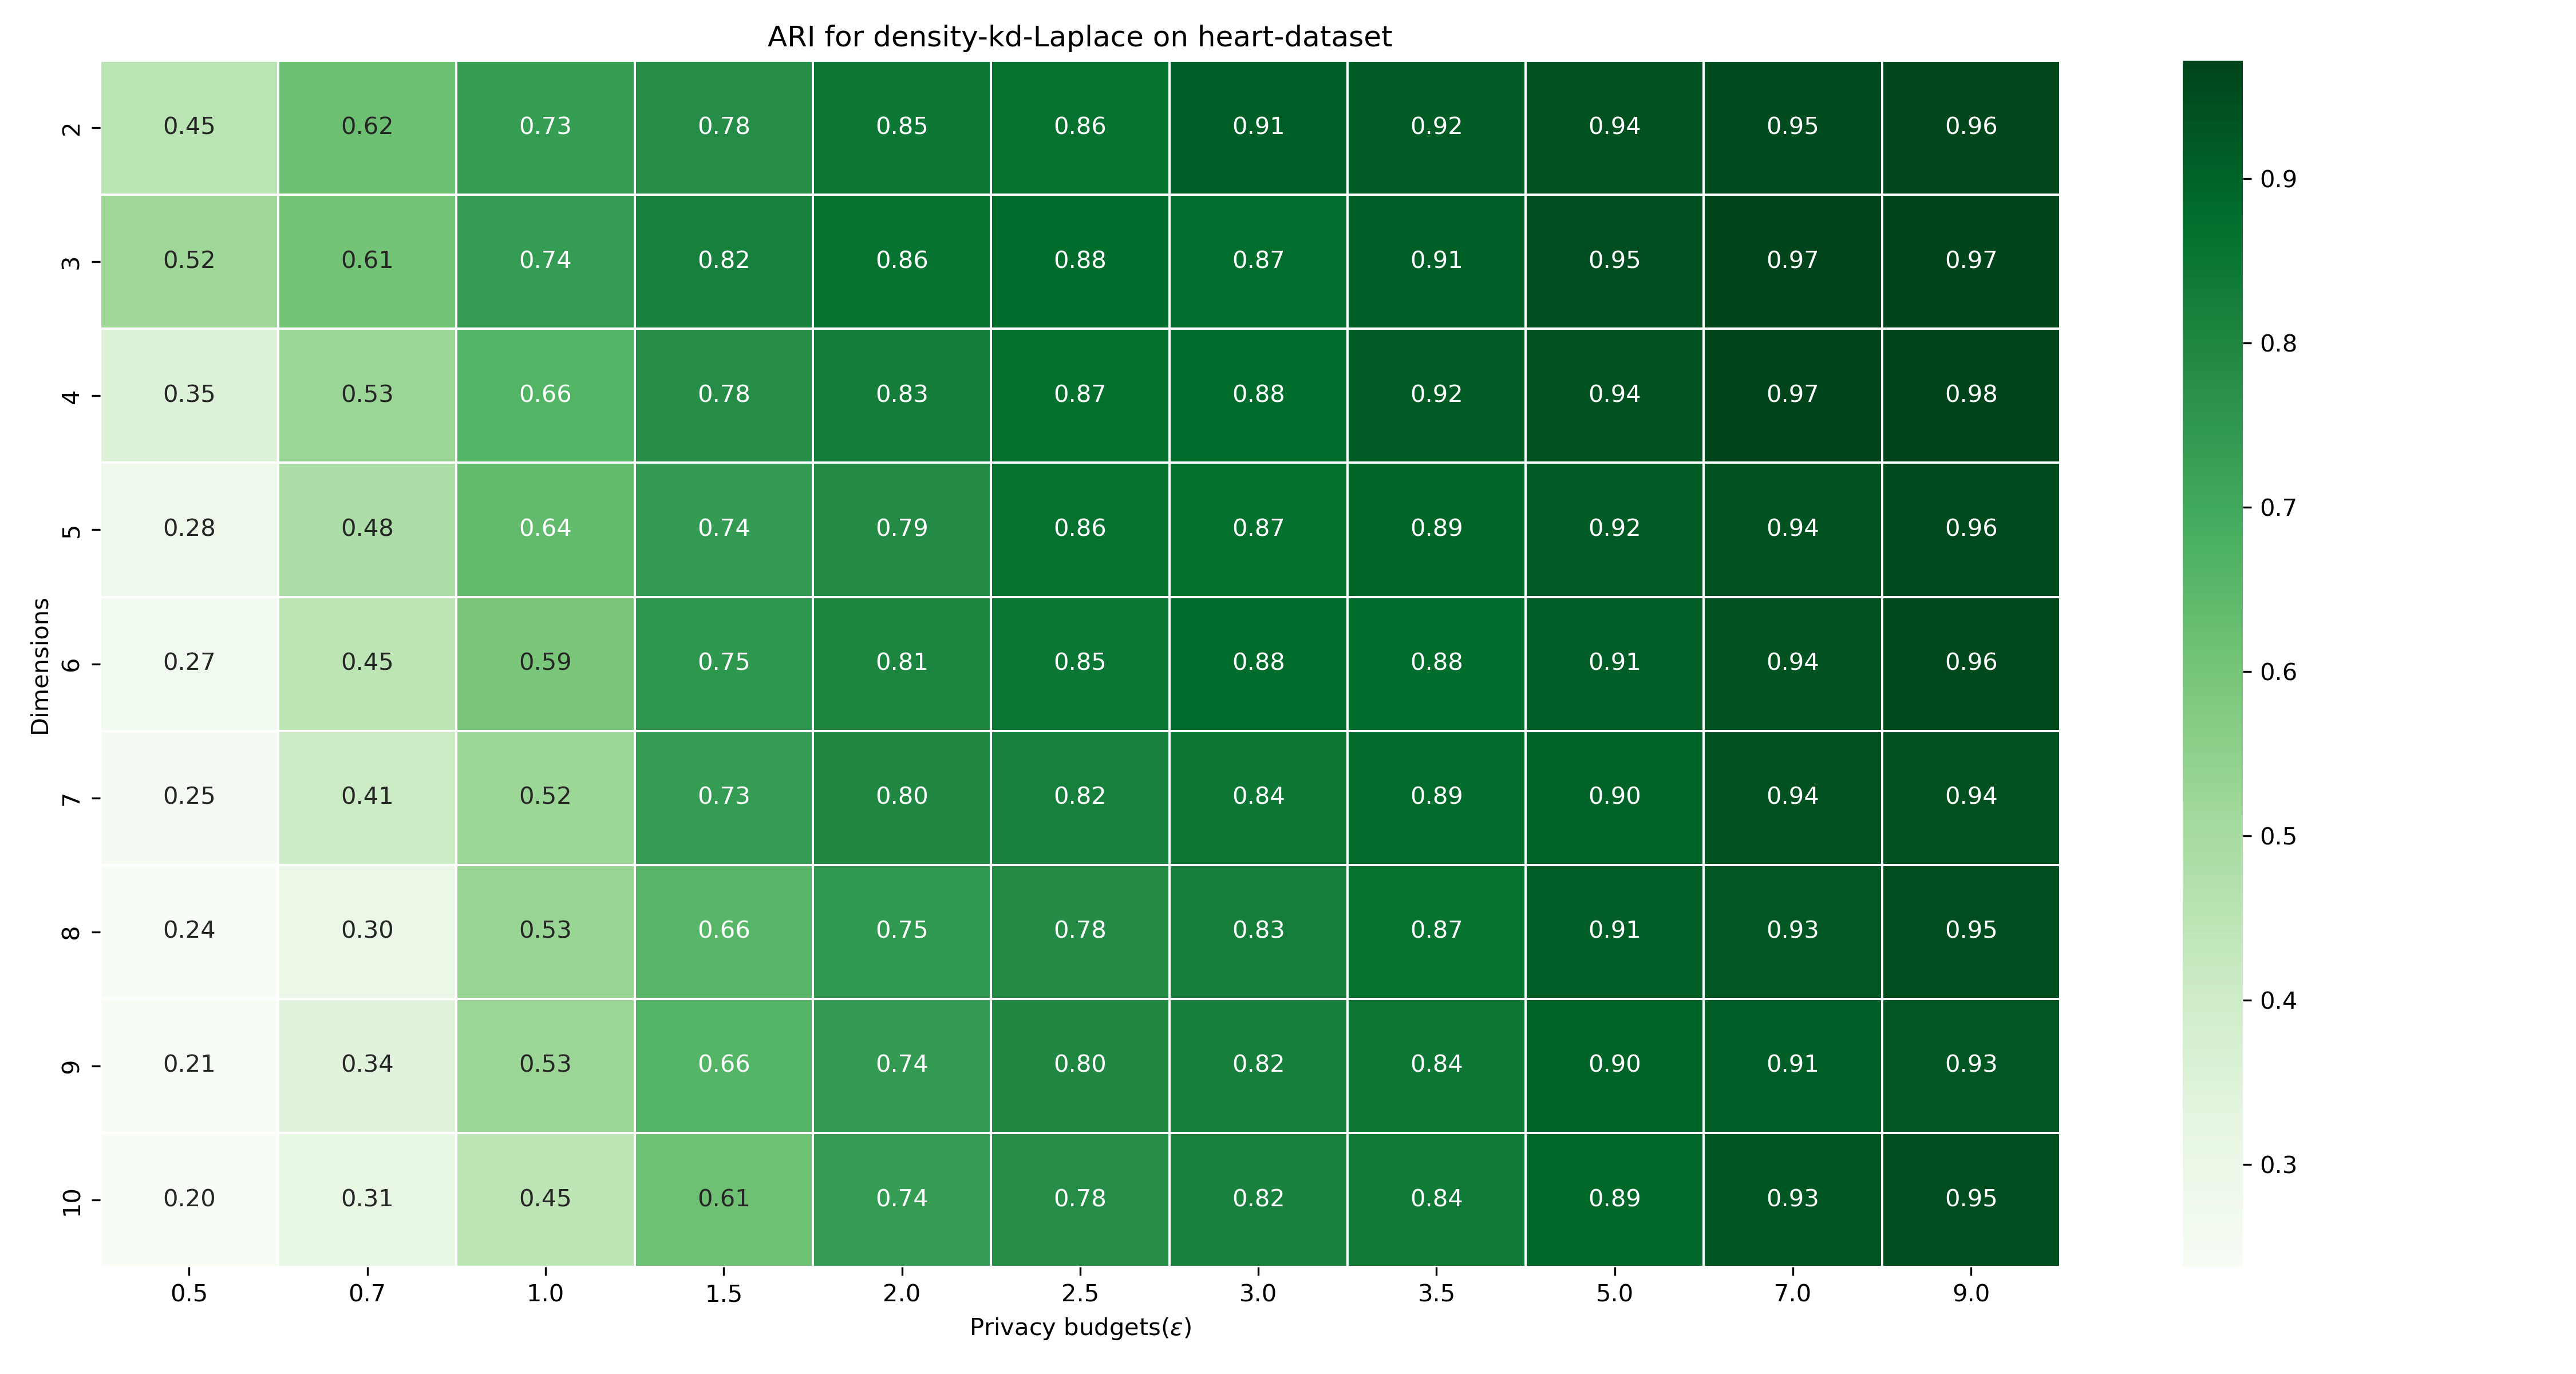 ARI for density-kd-Laplace on heart-dataset
2 0.45 0.62 0.73 0.78 0.85 0.86 0.91 0.92 0.94 0.95 0.96
3 0.52 0.61 0.74 0.82 0.86 0.88 0.87 0.91 0.95 0.97 0.97
4 0.35 0.53 0.66 0.78 0.83 0.87 0.88 0.92 0.94 0.97 0.98
5 0.28 0.48 0.64 0.74 0.79 0.86 0.87 0.89 0.92 0.94 0.96
6 0.27 0.45 0.59 0.75 0.81 0.85 0.88 0.88 0.91 0.94 0.96
7 0.25 0.41 0.52 0.73 0.80 0.82 0.84 0.89 0.90 0.94 0.94
8 0.24 0.30 0.53 0.66 0.75 0.78 0.83 0.87 0.91 0.93 0.95
9 0.21 0.34 0.53 0.66 0.74 0.80 0.82 0.84 0.90 0.91 0.93
10 0.20 0.31 0.45 0.61 0.74 0.78 0.82 0.84 0.89 0.93 0.95
0.5 0.7 1.0 1.5 2.0 2.5 3.0 3.5 5.0 7.0 9.0
Privacy budgets(ε)
Dimensions
0.9
0.8
0.7
0.6
0.5
0.4
0.3